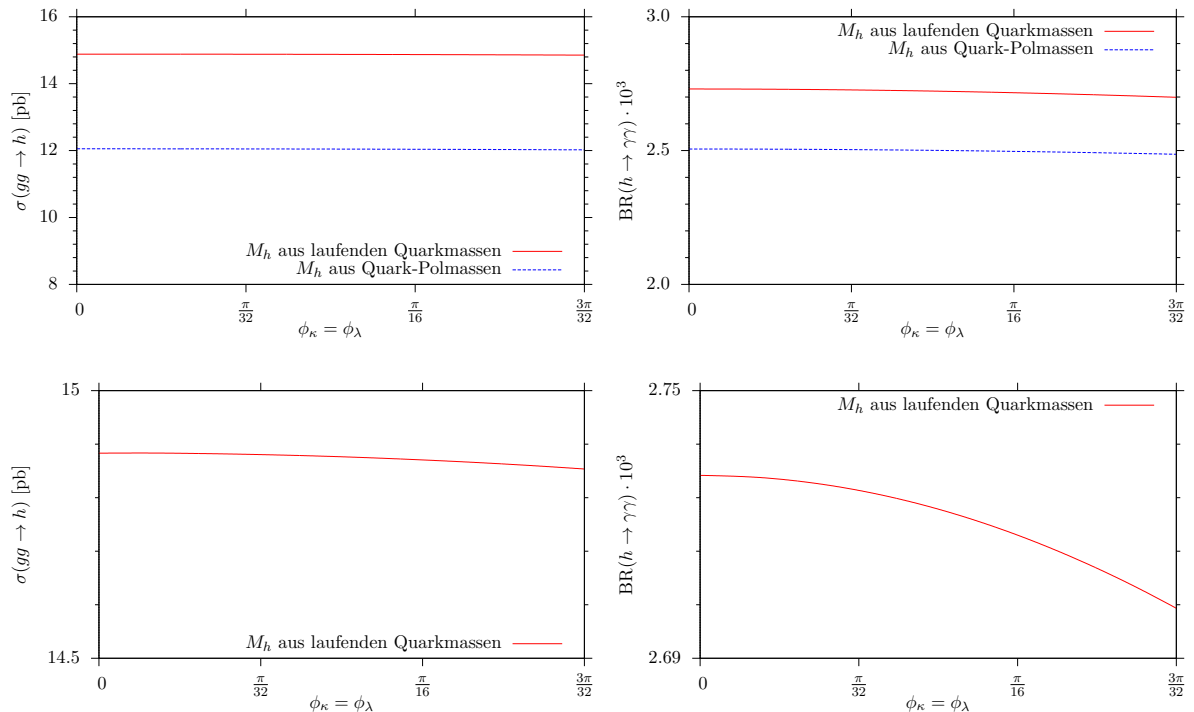 16
14
12
10
8
σ(gg → h) [pb]
M_h aus laufenden Quarkmassen
M_h aus Quark-Polmassen
0
π/32
π/16
3π/32
ϕ_κ = ϕ_λ
3.0
2.5
2.0
BR(h → γγ) · 10³
M_h aus laufenden Quarkmassen
M_h aus Quark-Polmassen
0
π/32
π/16
3π/32
ϕ_κ = ϕ_λ
15
14.5
σ(gg → h) [pb]
M_h aus laufenden Quarkmassen
0
π/32
π/16
3π/32
ϕ_κ = ϕ_λ
2.75
2.69
BR(h → γγ) · 10³
M_h aus laufenden Quarkmassen
0
π/32
π/16
3π/32
ϕ_κ = ϕ_λ